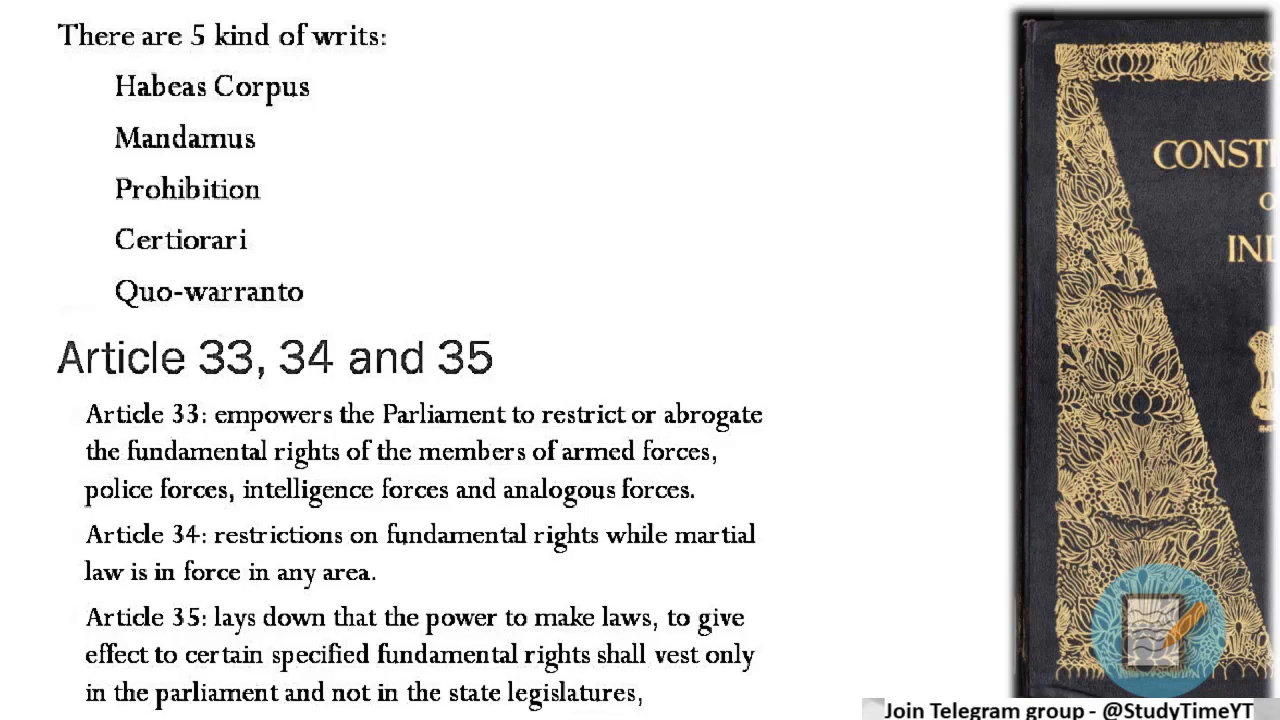 There are 5 kind of writs:
Habeas Corpus
Mandamus
Prohibition
Certiorari
Quo-warranto
Article 33, 34 and 35
Article 33: empowers the Parliament to restrict or abrogate
the fundamental rights of the members of armed forces,
police forces, intelligence forces and analogous forces.
Article 34: restrictions on fundamental rights while martial
law is in force in any area.
Article 35: lays down that the power to make laws, to give
effect to certain specified fundamental rights shall vest only
in the parliament and not in the state legislatures,
CONST
O
IND
Join Telegram group - @StudyTimeYT